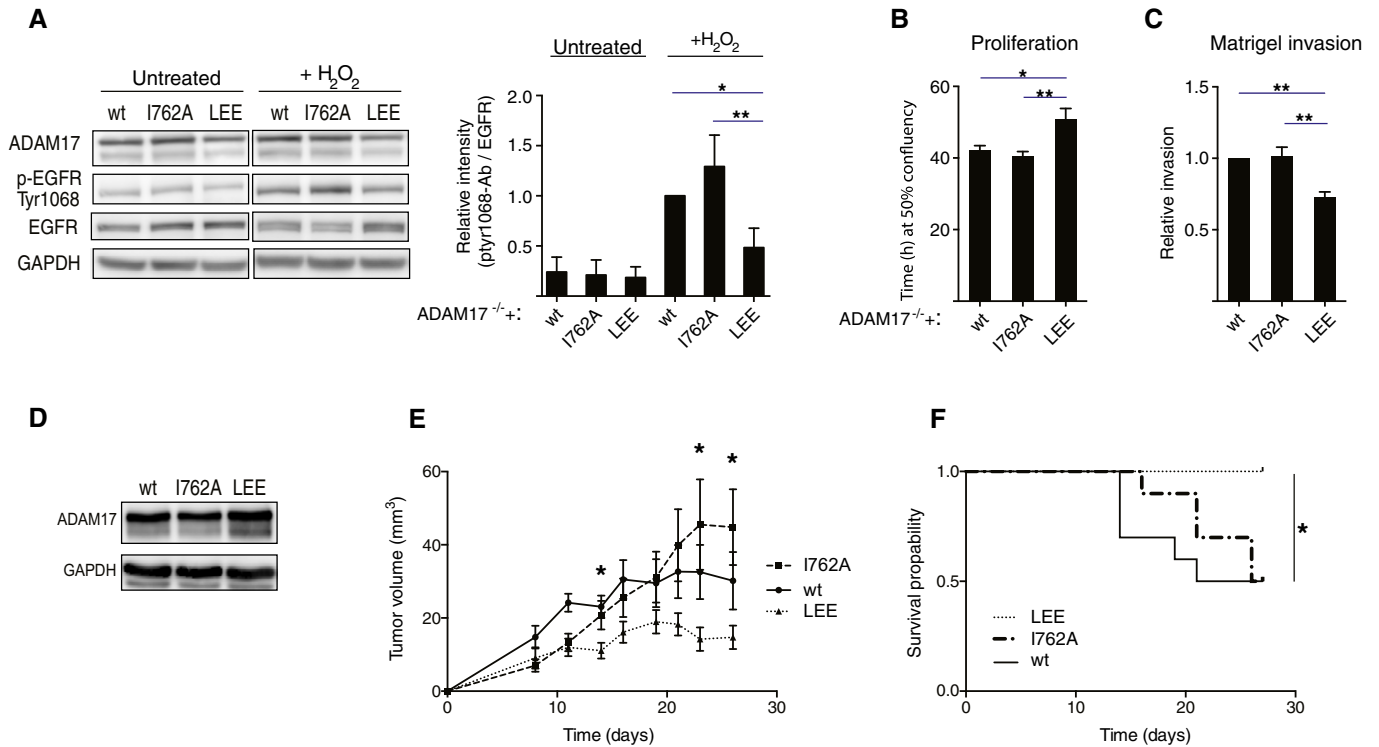 A
Untreated
+ H2O2
wt I762A LEE wt I762A LEE
ADAM17
p-EGFR
Tyr1068
EGFR
GAPDH
Untreated
+H2O2
*
**
Relative intensity
(ptyr1068-Ab / EGFR)
2.0
1.5
1.0
0.5
ADAM17 -/-+:
wt I762A LEE wt I762A LEE
B
Proliferation
*
**
Time (h) at 50% confluency
60
40
20
ADAM17 -/-+:
wt I762A LEE
C
Matrigel invasion
**
**
Relative invasion
1.5
1.0
0.5
wt I762A LEE
D
wt I762A LEE
ADAM17
GAPDH
E
Tumor volume (mm3)
60
40
20
0
* * *
I762A
wt
LEE
0 10 20 30
Time (days)
F
Survival propability
1.0
0.5
0.0
*
LEE
I762A
wt
0 10 20 30
Time (days)